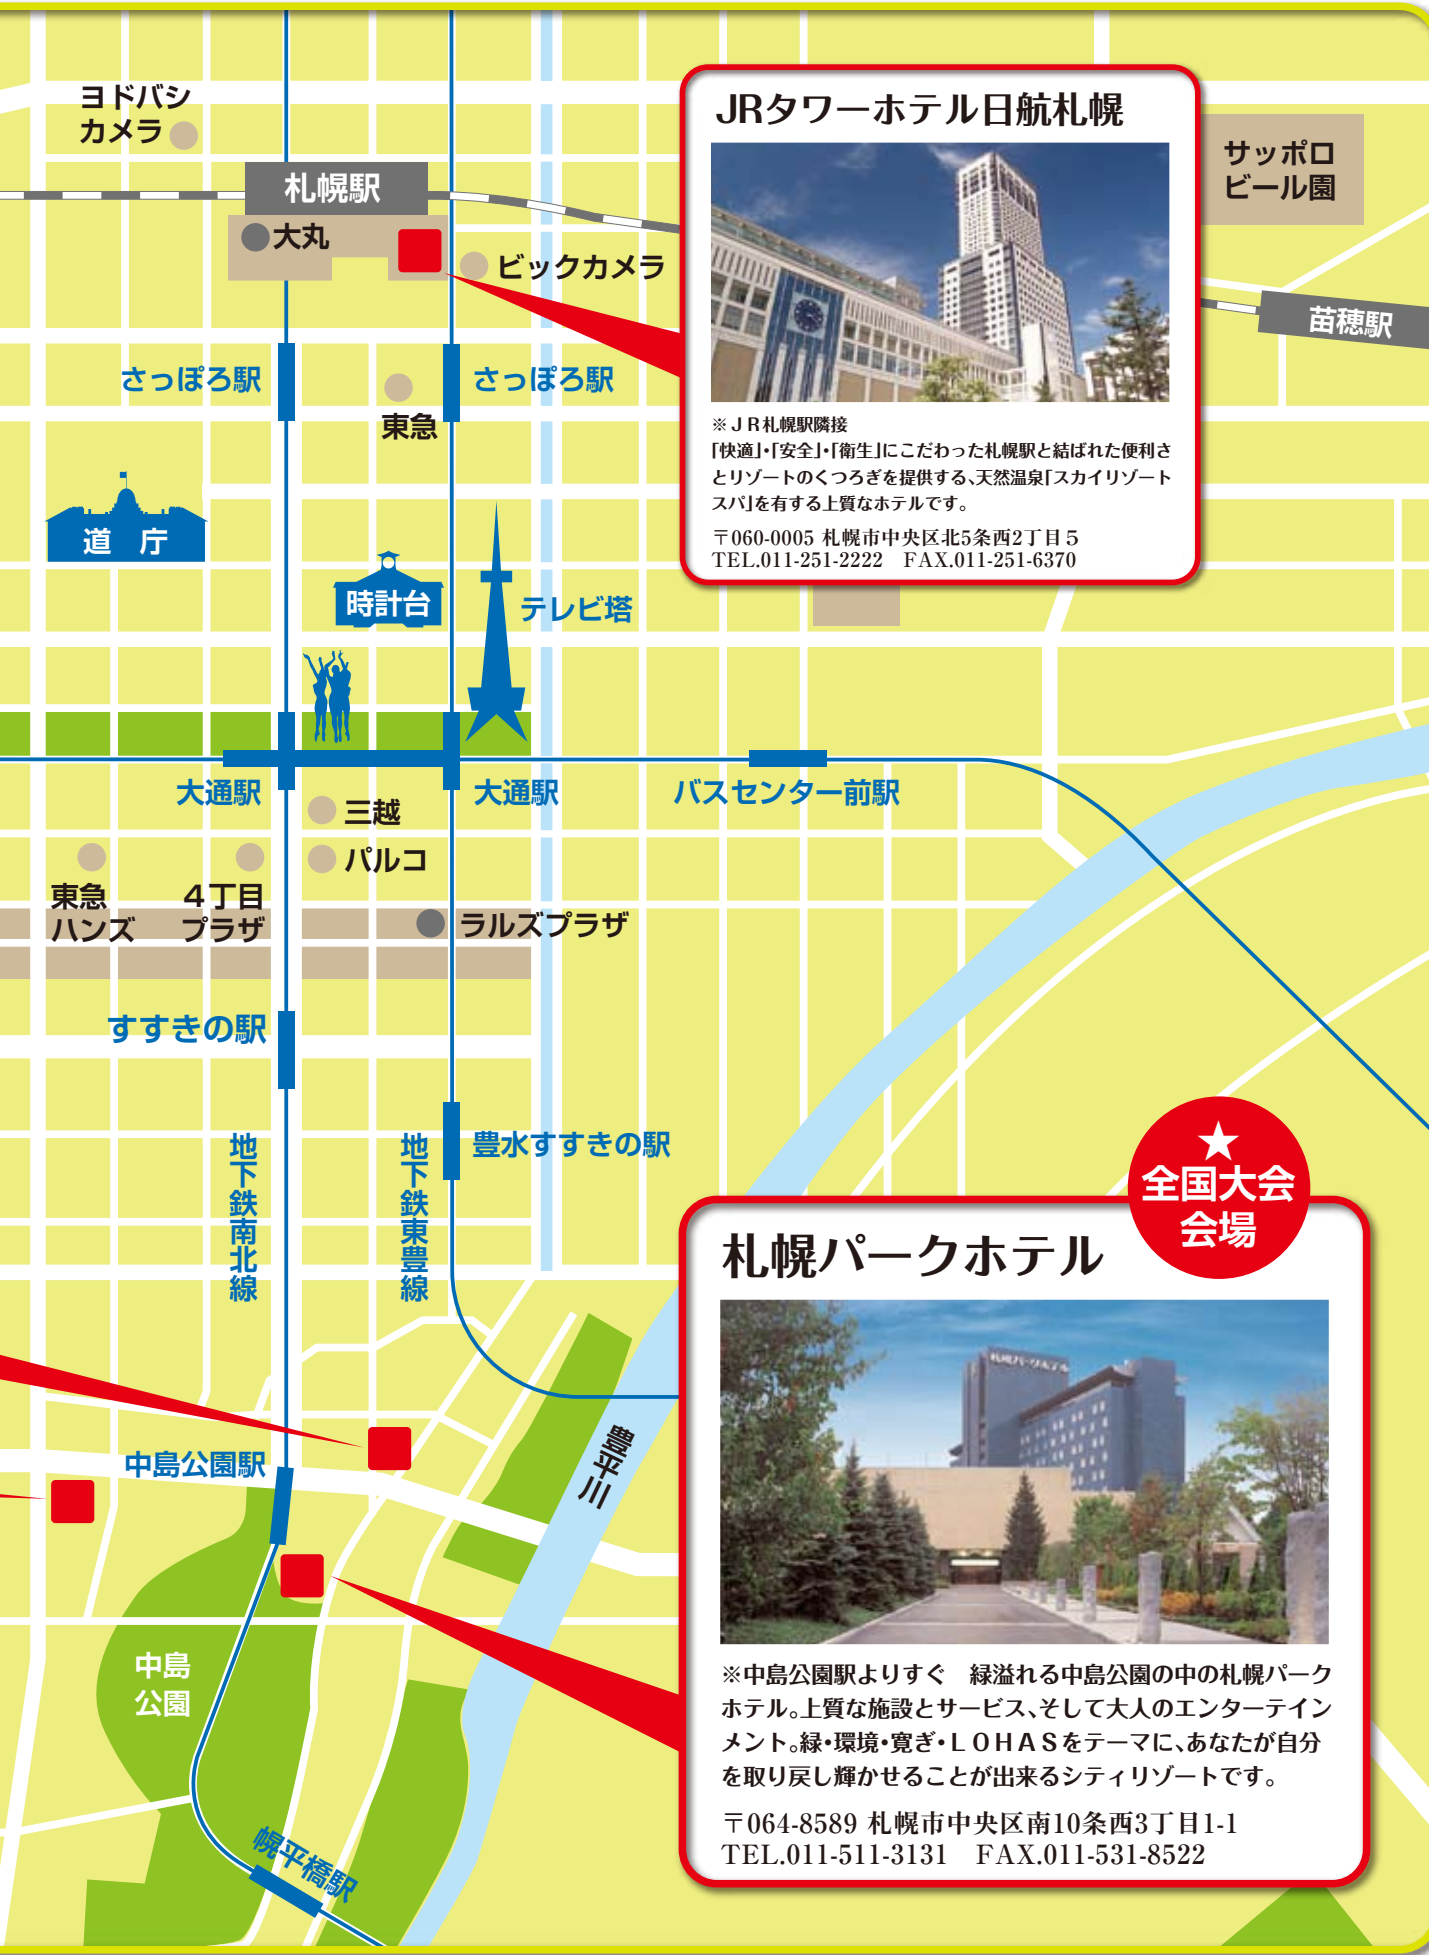 ヨドバシ
カメラ
札幌駅
大丸
ビックカメラ
さっぽろ駅
さっぽろ駅
東急
道 庁
時計台
テレビ塔
JRタワーホテル日航札幌
※ＪＲ札幌駅隣接
「快適」・「安全」・「衛生」にこだわった札幌駅と結ばれた便利さ
とリゾートのくつろぎを提供する、天然温泉「スカイリゾート
スパ」を有する上質なホテルです。
〒060-0005 札幌市中央区北5条西2丁目５
TEL.011-251-2222　FAX.011-251-6370
サッポロ
ビール園
苗穂駅
大通駅
大通駅
バスセンター前駅
三越
パルコ
東急
ハンズ
４丁目
プラザ
ラルズプラザ
すすきの駅
豊水すすきの駅
地下鉄南北線
地下鉄東豊線
中島公園駅
豊平川
中島
公園
幌平橋駅
★
全国大会
会場
札幌パークホテル
札幌パークホテル
※中島公園駅よりすぐ　緑溢れる中島公園の中の札幌パーク
ホテル。上質な施設とサービス、そして大人のエンターテイン
メント。緑・環境・寛ぎ・ＬＯＨＡＳをテーマに、あなたが自分
を取り戻し輝かせることが出来るシティリゾートです。
〒064-8589 札幌市中央区南10条西3丁目1-1
TEL.011-511-3131　FAX.011-531-8522